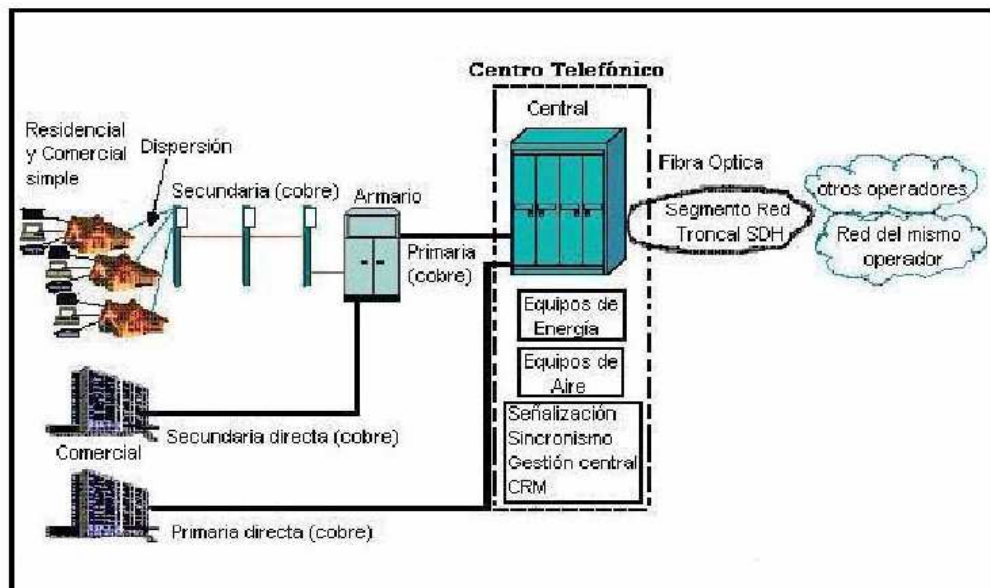 Centro Telefónico
Central
Residencial
y Comercial
simple
Dispersión
Secundaria (cobre)
Armario
Primaria
(cobre)
Fibra Optica
Segmento Red
Troncal SDH
otros operadores
Red del mismo
operador
Equipos de
Energía
Equipos de
Aire
Señalización
Sincronismo
Gestión central
CRM
Secundaria directa (cobre)
Comercial
Primaria directa (cobre)